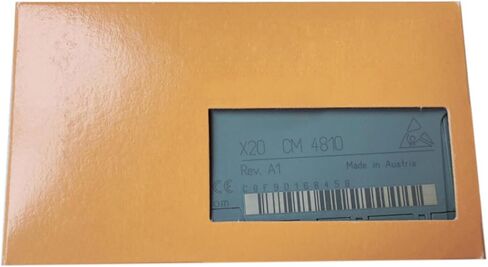 X20 CM 4810
Rev. A1
Made in Austria
CE